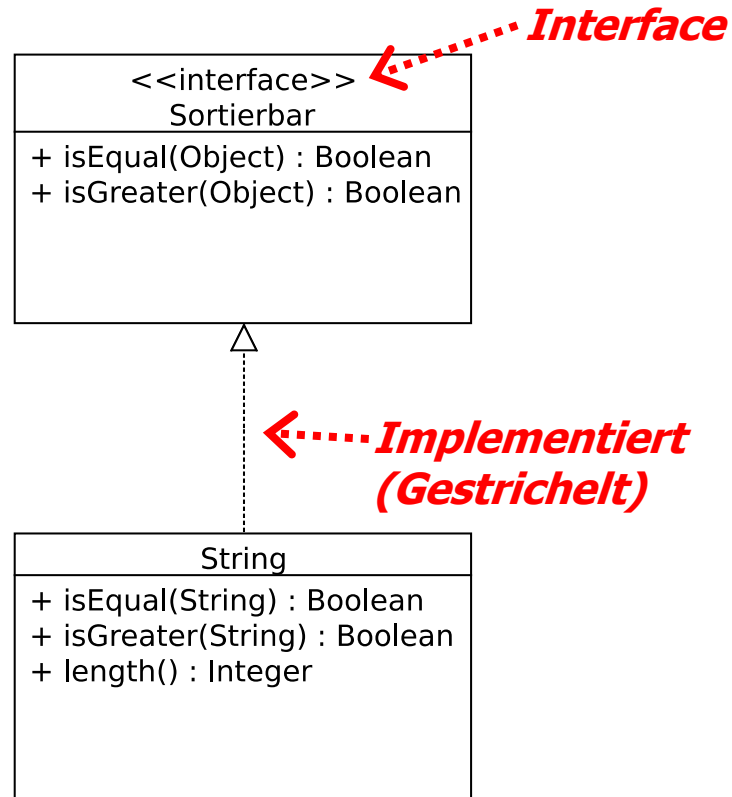 Interface
<<interface>>
Sortierbar
+ isEqual(Object) : Boolean
+ isGreater(Object) : Boolean
Implementiert
(Gestrichelt)
String
+ isEqual(String) : Boolean
+ isGreater(String) : Boolean
+ length() : Integer